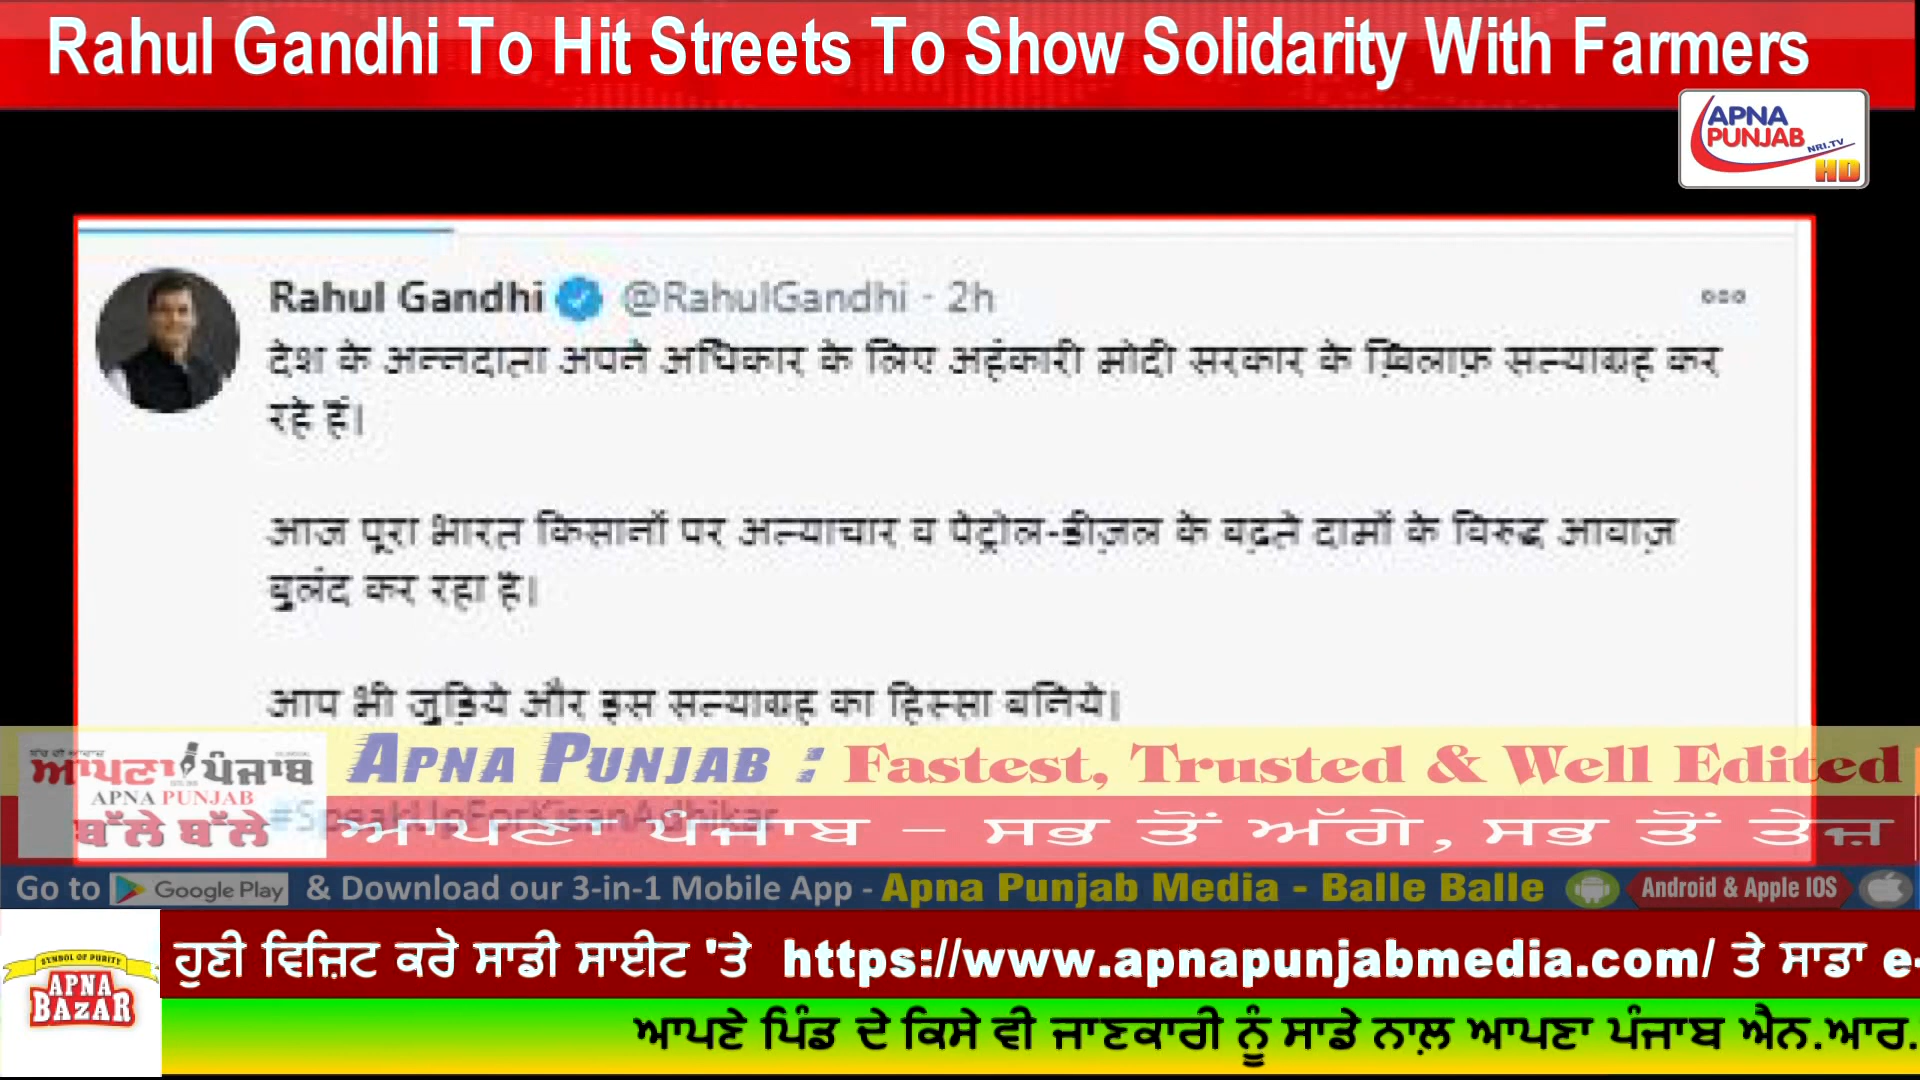 Rahul Gandhi To Hit Streets To Show Solidarity With Farmers
APNA
PUNJAB
NRI.TV
HD
Rahul Gandhi @RahulGandhi · 2h
देश के अन्नदाता अपने अधिकार के लिए अहंकारी मोदी सरकार के ख़िलाफ़ सत्याग्रह कर
रहे हैं।
आज पूरा भारत किसानों पर अत्याचार व पेट्रोल-डीज़ल के बढ़ते दामों के विरुद्ध आवाज़
बुलंद कर रहा है।
आप भी जुड़िये और इस सत्याग्रह का हिस्सा बनिये।
#SpeakUpForKisanAdhikar
ਆਪਣਾ ਪੰਜਾਬ
APNA PUNJAB
ਬੱਲੇ ਬੱਲੇ
APNA PUNJAB : Fastest, Trusted & Well Edited
ਆਪਣਾ ਪੰਜਾਬ – ਸਭ ਤੋਂ ਅੱਗੇ, ਸਭ ਤੋਂ ਤੇਜ਼
Go to Google Play & Download our 3-in-1 Mobile App - Apna Punjab Media - Balle Balle Android & Apple IOS
SYMBOL OF PURITY
APNA
BAZAR
ਹੁਣੀ ਵਿਜ਼ਿਟ ਕਰੋ ਸਾਡੀ ਸਾਈਟ 'ਤੇ https://www.apnapunjabmedia.com/ ਤੇ ਸਾਡਾ e-
ਆਪਣੇ ਪਿੰਡ ਦੇ ਕਿਸੇ ਵੀ ਜਾਣਕਾਰੀ ਨੂੰ ਸਾਡੇ ਨਾਲ਼ ਆਪਣਾ ਪੰਜਾਬ ਐਨ.ਆਰ.